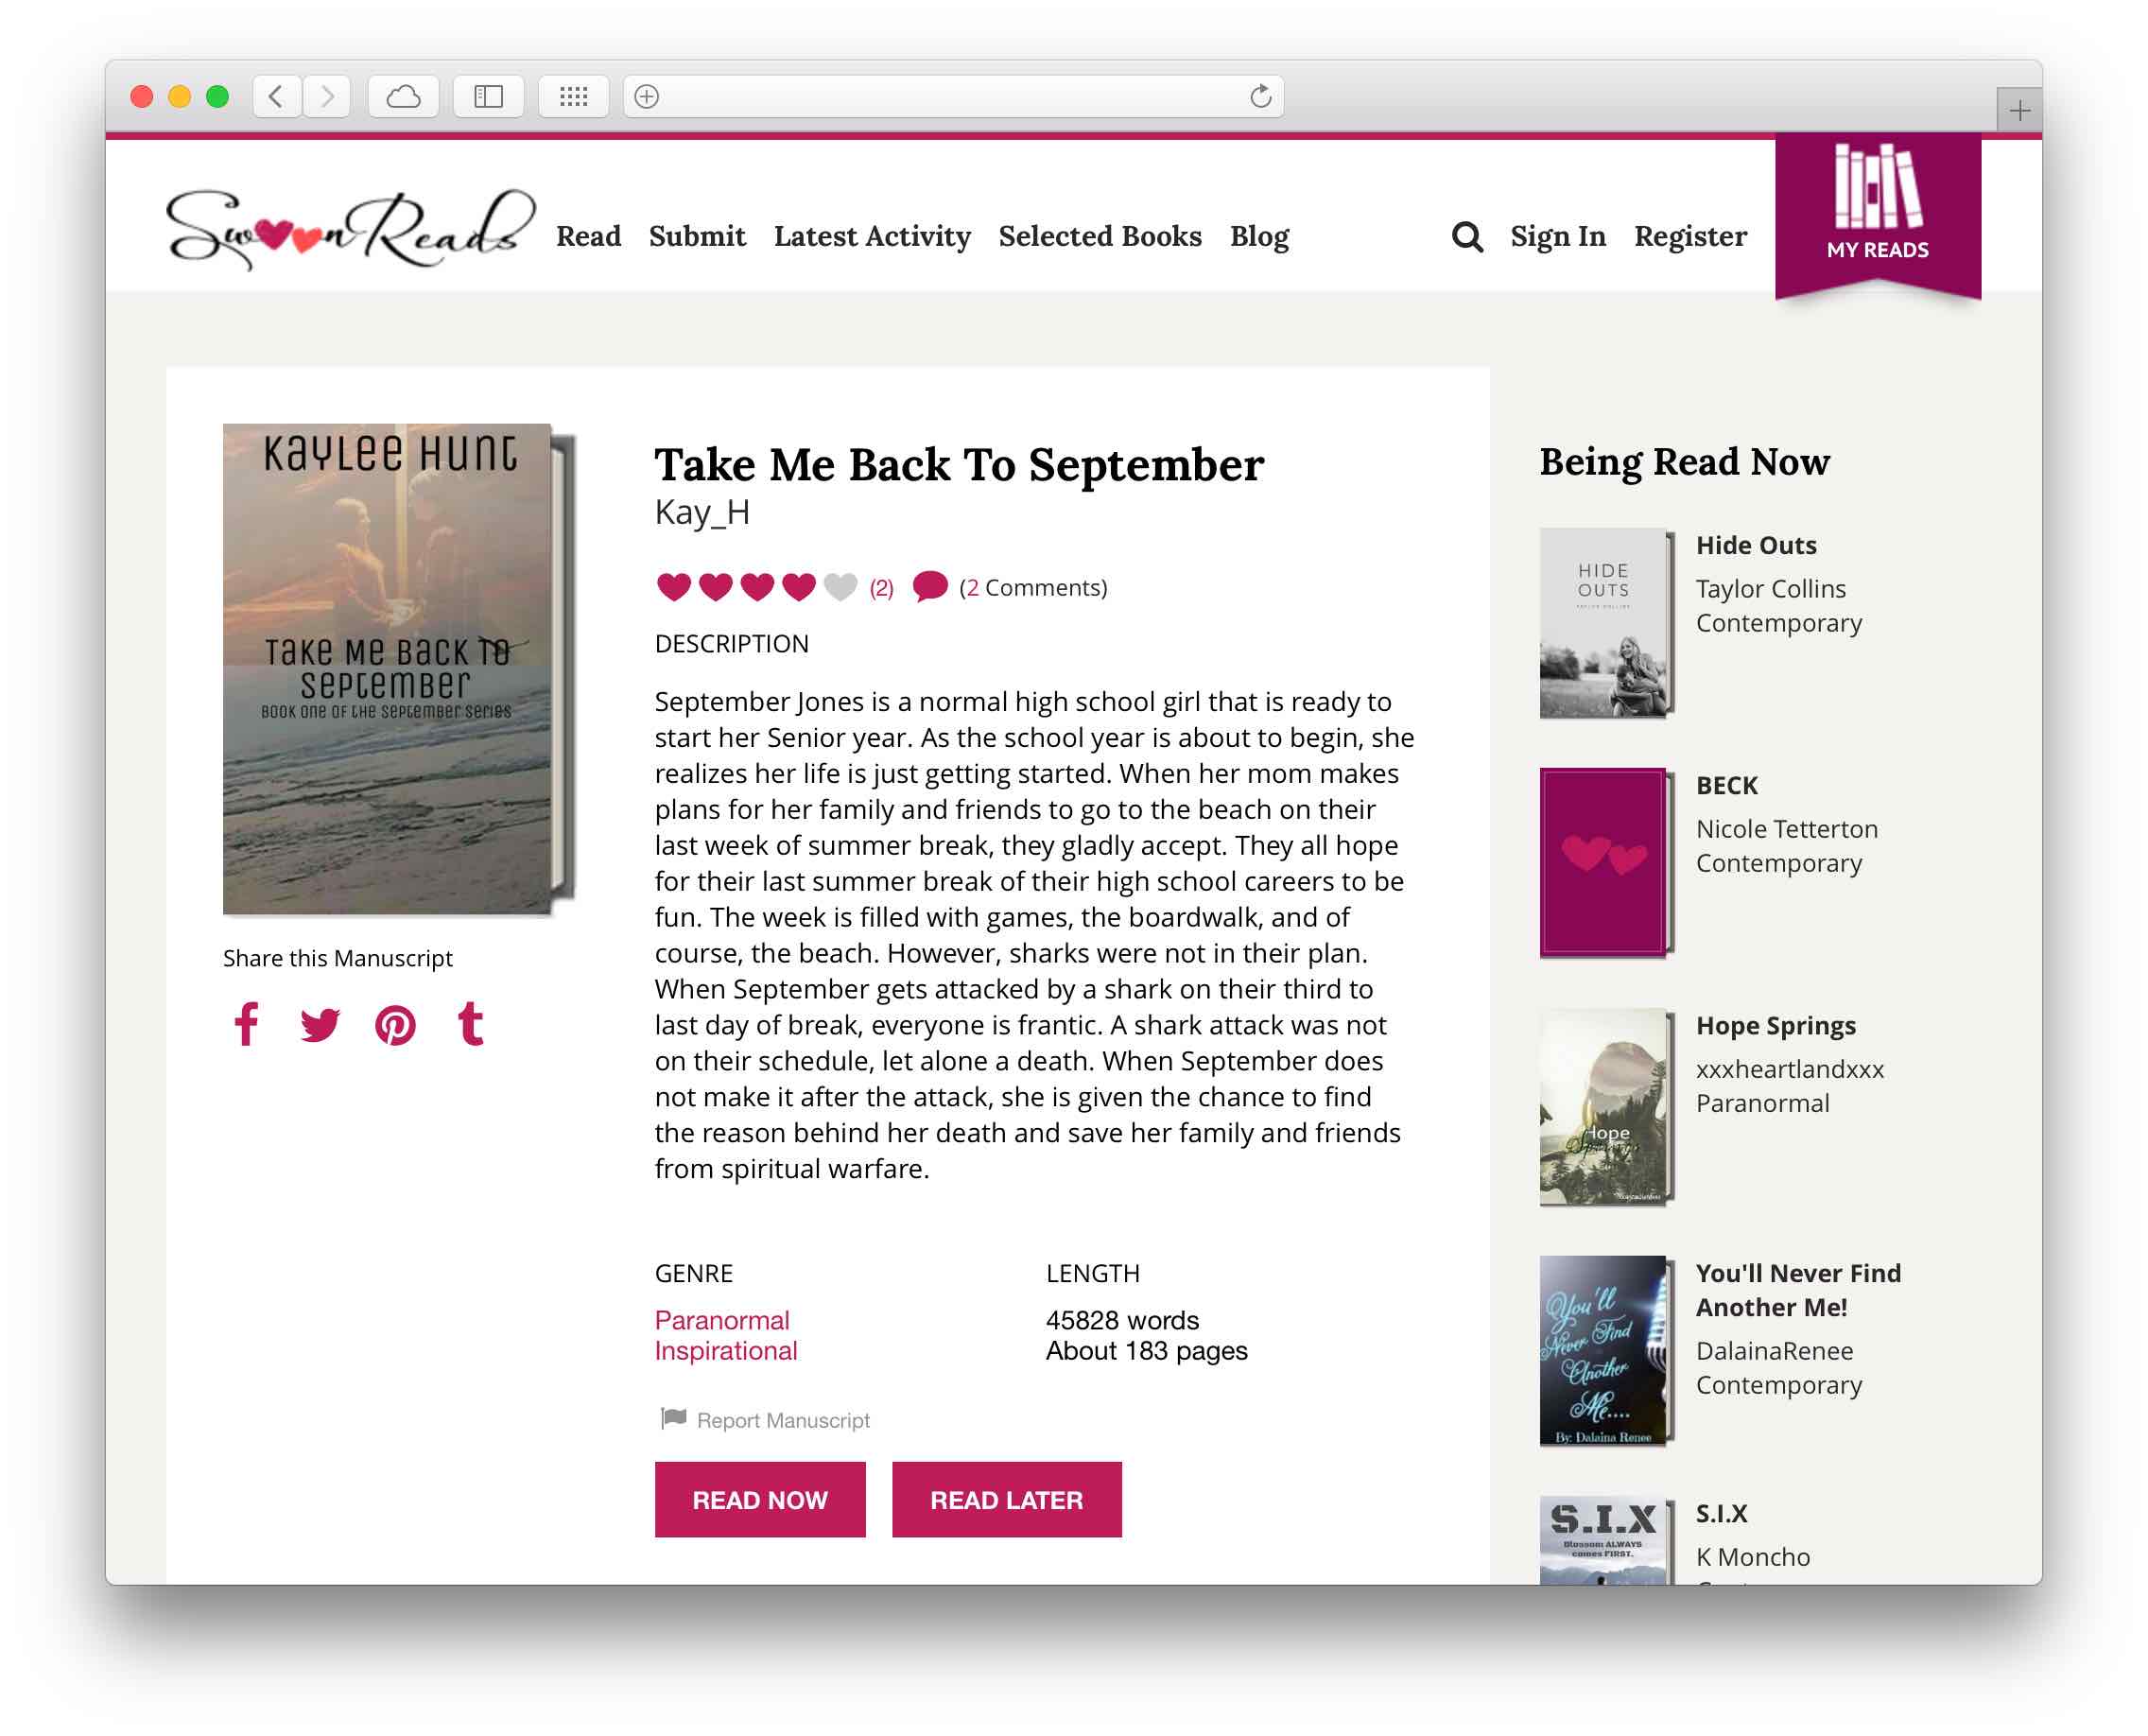 SwoonReads
Read
Submit
Latest Activity
Selected Books
Blog
Sign In
Register
MY READS
KAYLEE HUNT
TAKE ME BACK TO
SEPTEMBER
BOOK ONE OF THE SEPTEMBER SERIES
Share this Manuscript
Take Me Back To September
Kay_H
(2)
(2 Comments)
DESCRIPTION
September Jones is a normal high school girl that is ready to
start her Senior year. As the school year is about to begin, she
realizes her life is just getting started. When her mom makes
plans for her family and friends to go to the beach on their
last week of summer break, they gladly accept. They all hope
for their last summer break of their high school careers to be
fun. The week is filled with games, the boardwalk, and of
course, the beach. However, sharks were not in their plan.
When September gets attacked by a shark on their third to
last day of break, everyone is frantic. A shark attack was not
on their schedule, let alone a death. When September does
not make it after the attack, she is given the chance to find
the reason behind her death and save her family and friends
from spiritual warfare.
GENRE
Paranormal
Inspirational
LENGTH
45828 words
About 183 pages
Report Manuscript
READ NOW
READ LATER
Being Read Now
HIDE
OUTS
TAYLOR COLLINS
Hide Outs
Taylor Collins
Contemporary
BECK
Nicole Tetterton
Contemporary
Hope
Springs
Hope Springs
xxxheartlandxxx
Paranormal
You'll
Never Find
Another
Me....
By: Dalaina Renee
You'll Never Find
Another Me!
DalainaRenee
Contemporary
S.I.X
Blossom ALWAYS
comes FIRST.
S.I.X
K Moncho